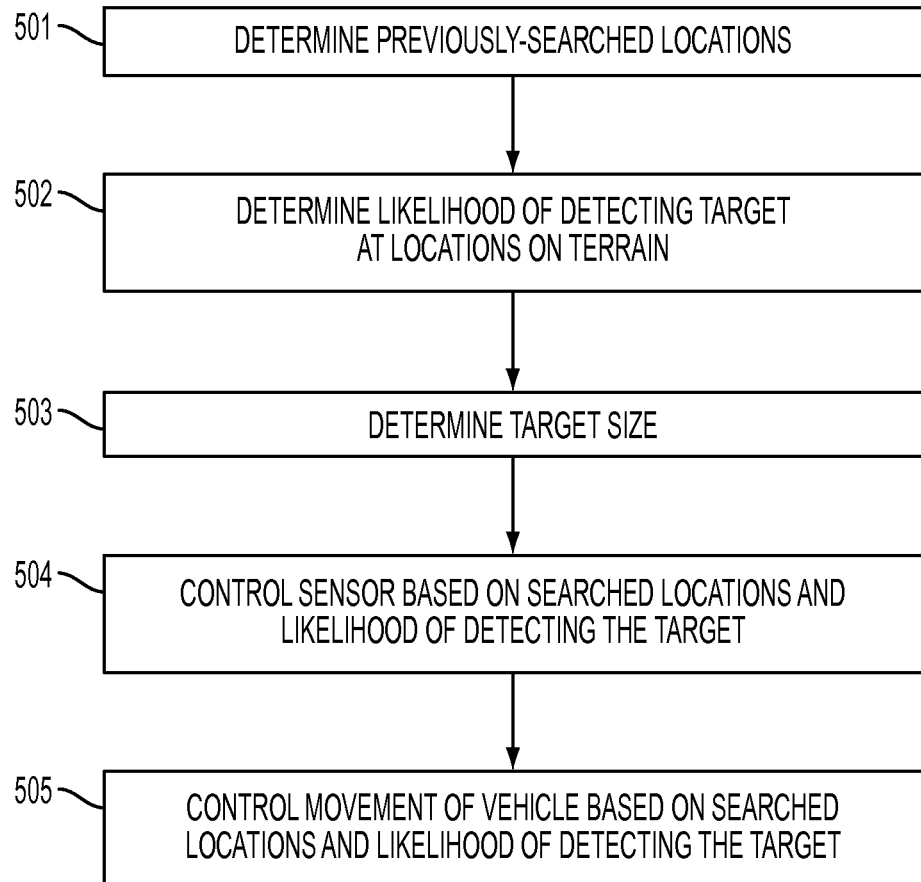 501
DETERMINE PREVIOUSLY-SEARCHED LOCATIONS
502
DETERMINE LIKELIHOOD OF DETECTING TARGET
AT LOCATIONS ON TERRAIN
503
DETERMINE TARGET SIZE
504
CONTROL SENSOR BASED ON SEARCHED LOCATIONS AND
LIKELIHOOD OF DETECTING THE TARGET
505
CONTROL MOVEMENT OF VEHICLE BASED ON SEARCHED
LOCATIONS AND LIKELIHOOD OF DETECTING THE TARGET